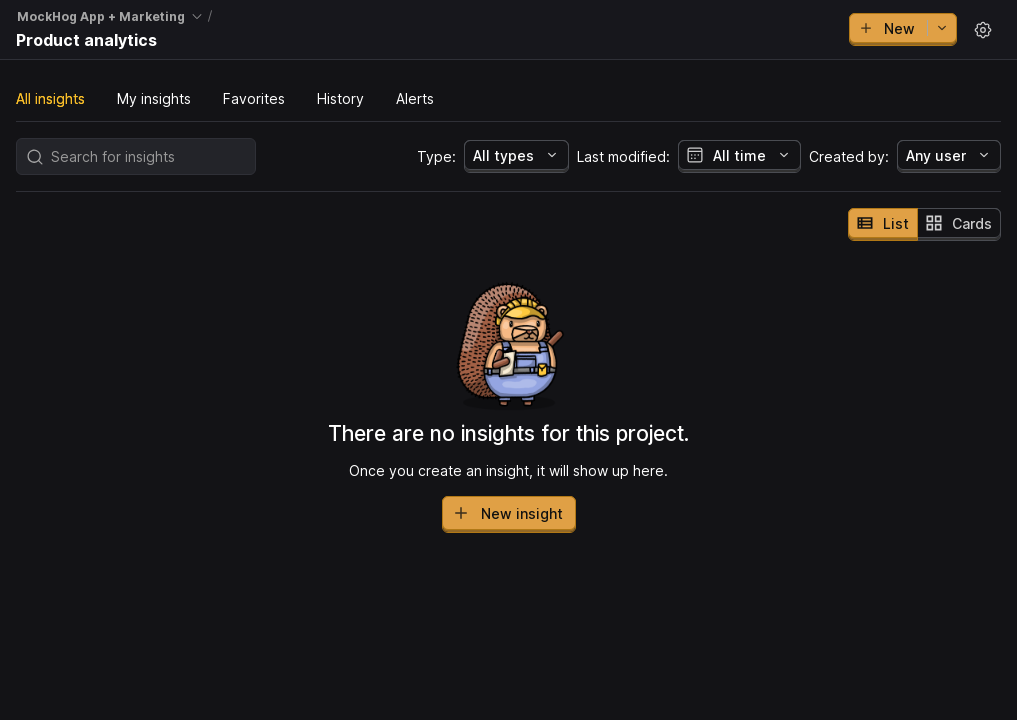 MockHog App + Marketing /
Product analytics
New
All insights My insights Favorites History Alerts
Search for insights
Type: All types Last modified: All time Created by: Any user
List Cards
There are no insights for this project.
Once you create an insight, it will show up here.
New insight